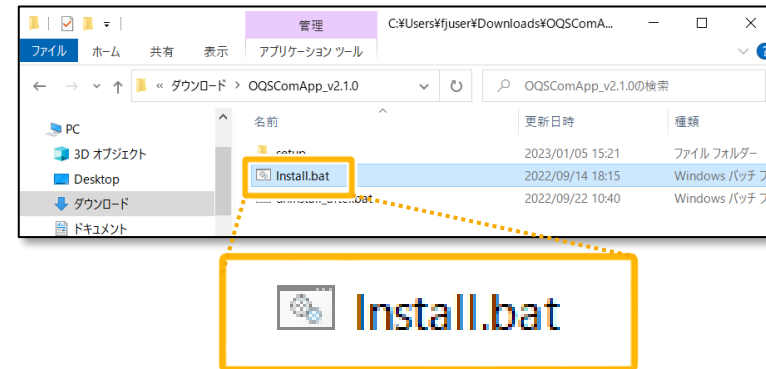 管理
C:¥Users¥fjuser¥Downloads¥OQSComA...
ファイル ホーム 共有 表示 アプリケーション ツール
« ダウンロード › OQSComApp_v2.1.0
OQSComApp_v2.1.0の検索
名前 更新日時 種類
PC
3D オブジェクト
Desktop
ダウンロード
ドキュメント
setup 2023/01/05 15:21 ファイル フォルダー
Install.bat 2022/09/14 18:15 Windows バッチ フ
uninstall_after.bat 2022/09/22 10:40 Windows バッチ フ
Install.bat